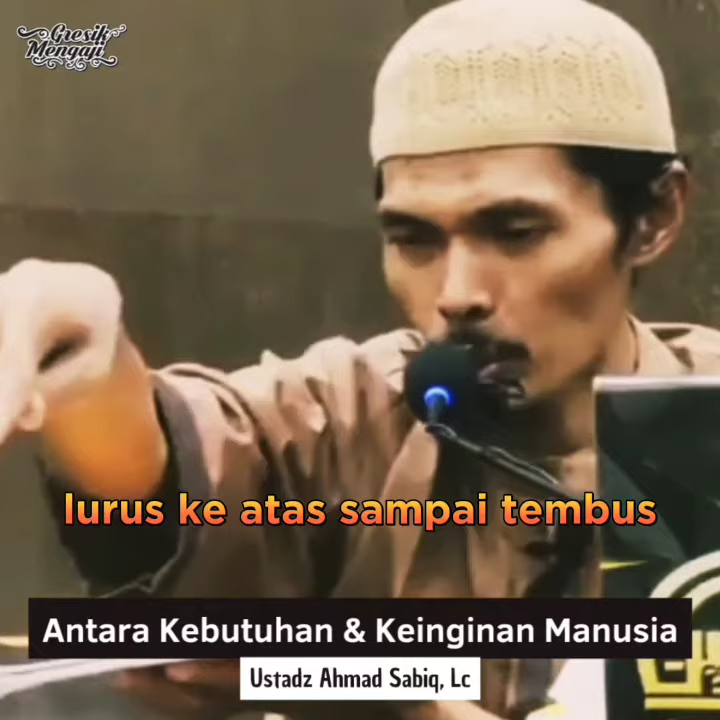 Gresik
Mengaji
lurus ke atas sampai tembus
Antara Kebutuhan & Keinginan Manusia
Ustadz Ahmad Sabiq, Lc